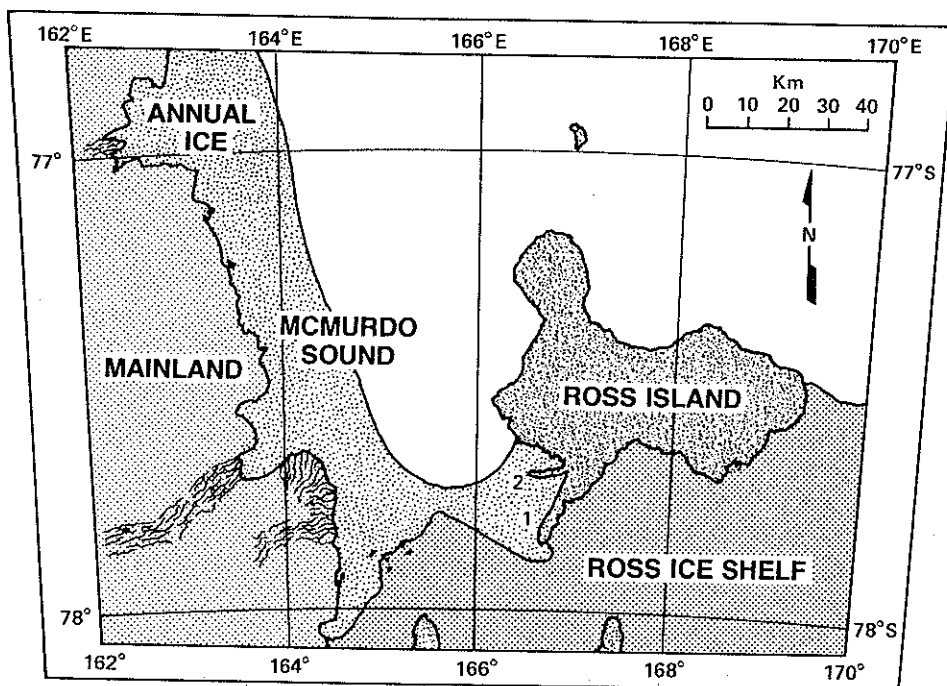 162°E 164°E 166°E 168°E 170°E
Km
0 10 20 30 40
ANNUAL
ICE
77°
77°S
N
MCMURDO
SOUND
MAINLAND
ROSS ISLAND
2
1
ROSS ICE SHELF
78°
78°S
162° 164° 166° 168° 170°